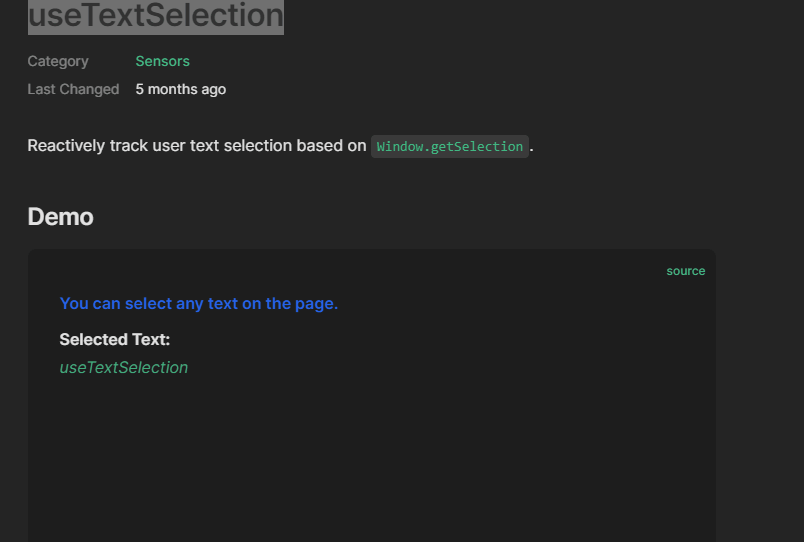 useTextSelection
Category Sensors
Last Changed 5 months ago
Reactively track user text selection based on Window.getSelection.
Demo
source
You can select any text on the page.
Selected Text:
useTextSelection